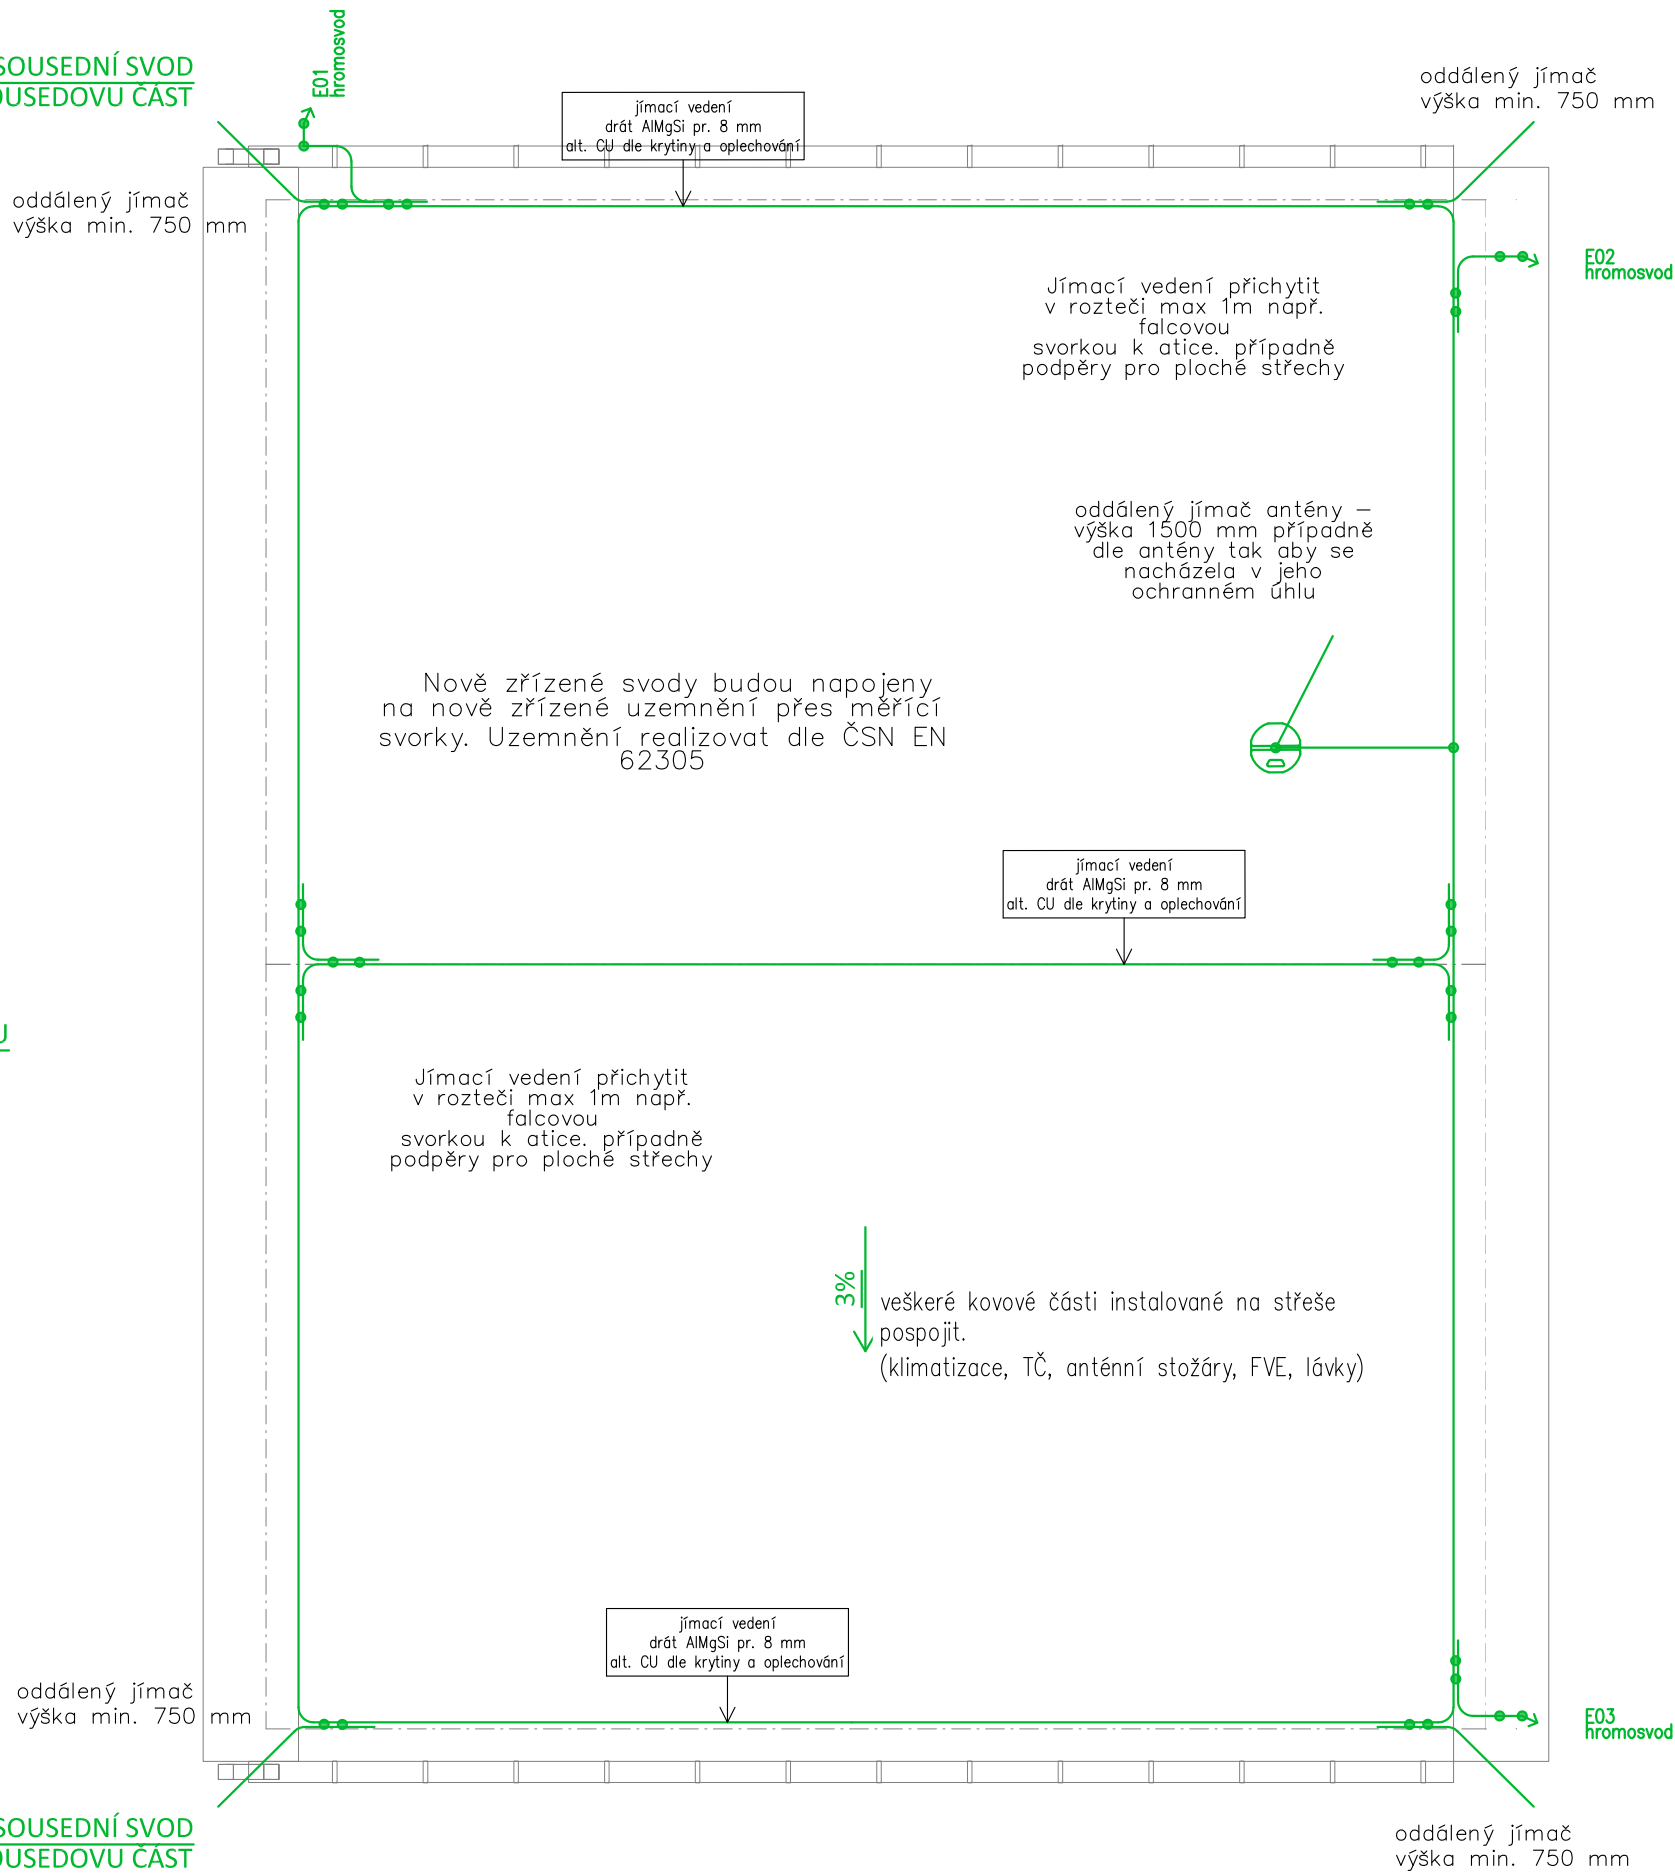 SOUSEDNÍ SVOD
OUSEDOVU ČÁST
E01
hromosvod
jímací vedení
drát AlMgSi pr. 8 mm
alt. CU dle krytiny a oplechování
oddálený jímač
výška min. 750 mm
oddálený jímač
výška min. 750 mm
E02
hromosvod
Jímací vedení přichytit
v rozteči max 1m např.
falcovou
svorkou k atice. případně
podpěry pro ploché střechy
oddálený jímač antény –
výška 1500 mm případně
dle antény tak aby se
nacházela v jeho
ochranném úhlu
Nově zřízené svody budou napojeny
na nově zřízené uzemnění přes měřící
svorky. Uzemnění realizovat dle ČSN EN
62305
jímací vedení
drát AlMgSi pr. 8 mm
alt. CU dle krytiny a oplechování
U
Jímací vedení přichytit
v rozteči max 1m např.
falcovou
svorkou k atice. případně
podpěry pro ploché střechy
3%
veškeré kovové části instalované na střeše
pospojit.
(klimatizace, TČ, anténní stožáry, FVE, lávky)
jímací vedení
drát AlMgSi pr. 8 mm
alt. CU dle krytiny a oplechování
oddálený jímač
výška min. 750 mm
E03
hromosvod
SOUSEDNÍ SVOD
OUSEDOVU ČÁST
oddálený jímač
výška min. 750 mm